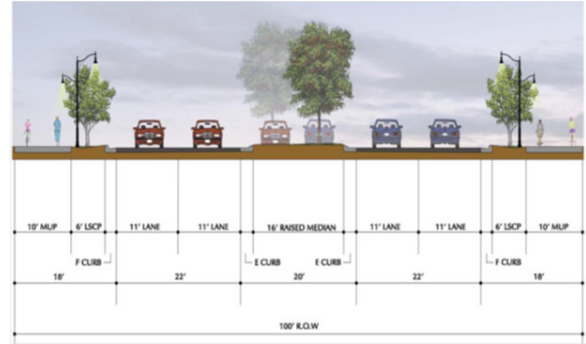 10' MUP 6' LSCP 11' LANE 11' LANE 16' RAISED MEDIAN 11' LANE 11' LANE 6' LSCP 10' MUP
F CURB E CURB E CURB F CURB
18' 22' 20' 22' 18'
100' R.O.W